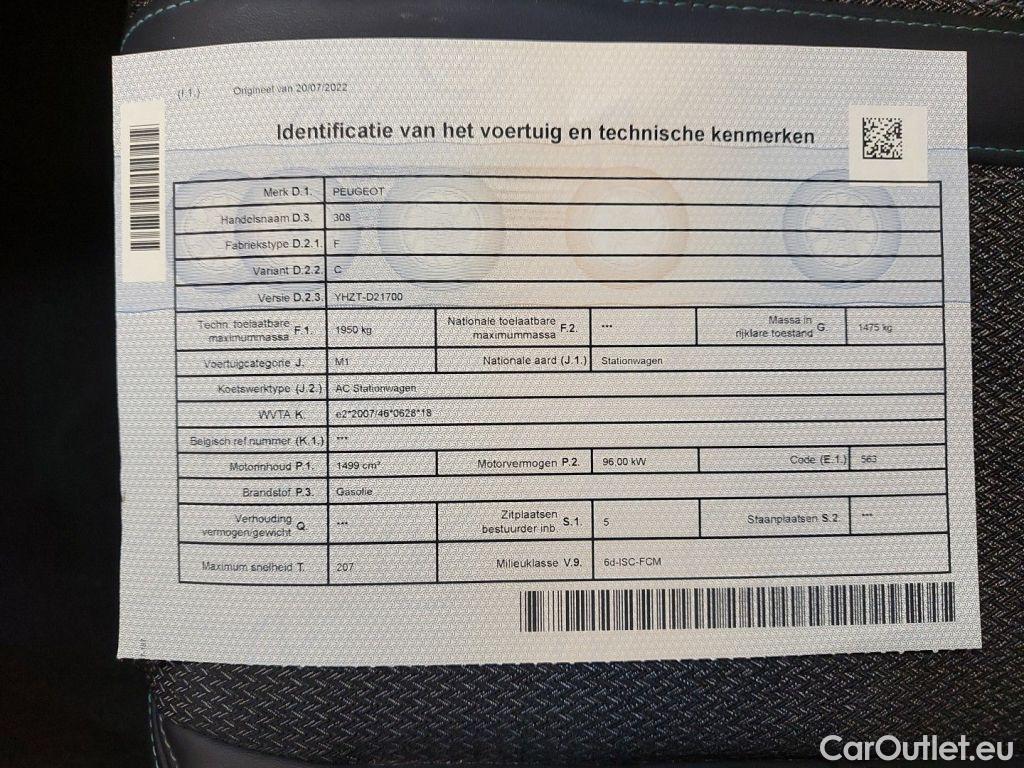 (I.1.) Origineel van 20/07/2022
Identificatie van het voertuig en technische kenmerken
Merk D.1. PEUGEOT
Handelsnaam D.3. 308
Fabriekstype D.2.1. F
Variant D.2.2. C
Versie D.2.3. YHZT-D21700
Techn. toelaatbare maximummassa F.1. 1950 kg Nationale toelaatbare maximummassa F.2. *** Massa in rijklare toestand G. 1475 kg
Voertuigcategorie J. M1 Nationale aard (J.1.) Stationwagen
Koetswerktype (J.2.) AC Stationwagen
WVTA K. e2*2007/46*0628*18
Belgisch ref nummer (K.1.) ***
Motorinhoud P.1. 1499 cm³ Motorvermogen P.2. 96,00 kW Code (E.1.) 563
Brandstof P.3. Gasolie
Verhouding vermogen/gewicht Q. *** Zitplaatsen bestuurder inb. S.1. 5 Staanplaatsen S.2. ***
Maximum snelheid T. 207 Milieuklasse V.9. 6d-ISC-FCM
CarOutlet.eu